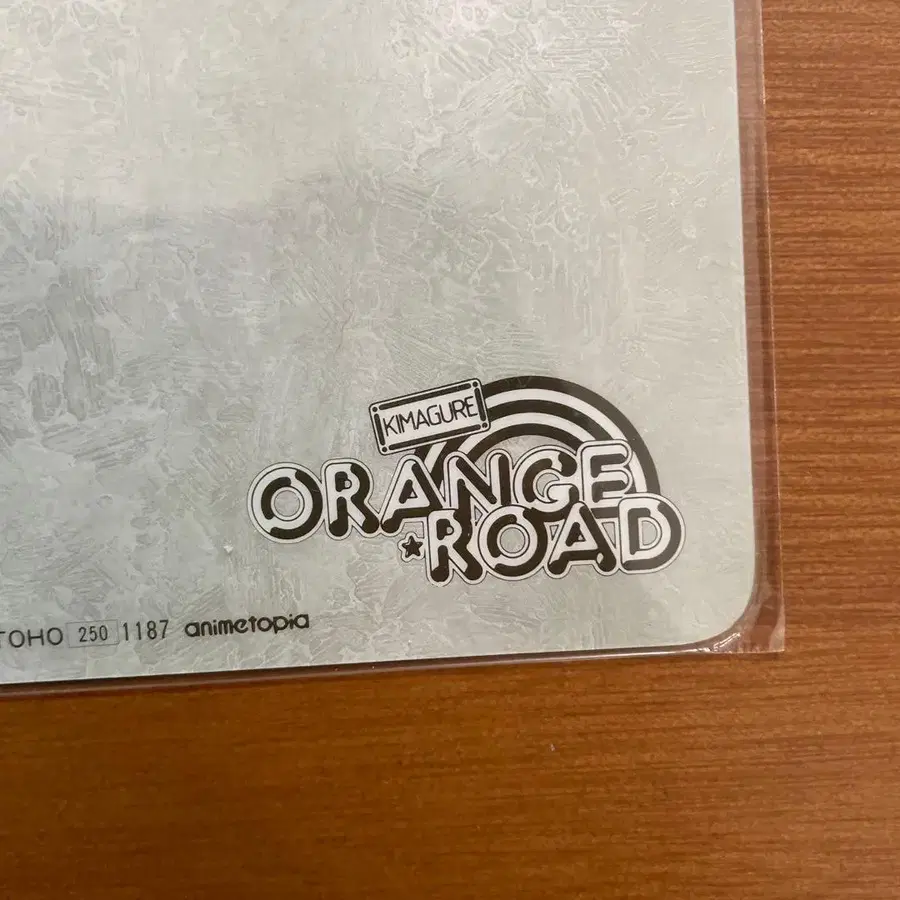 KIMAGURE
ORANGE
ROAD
TOHO 250 1187 animetopia